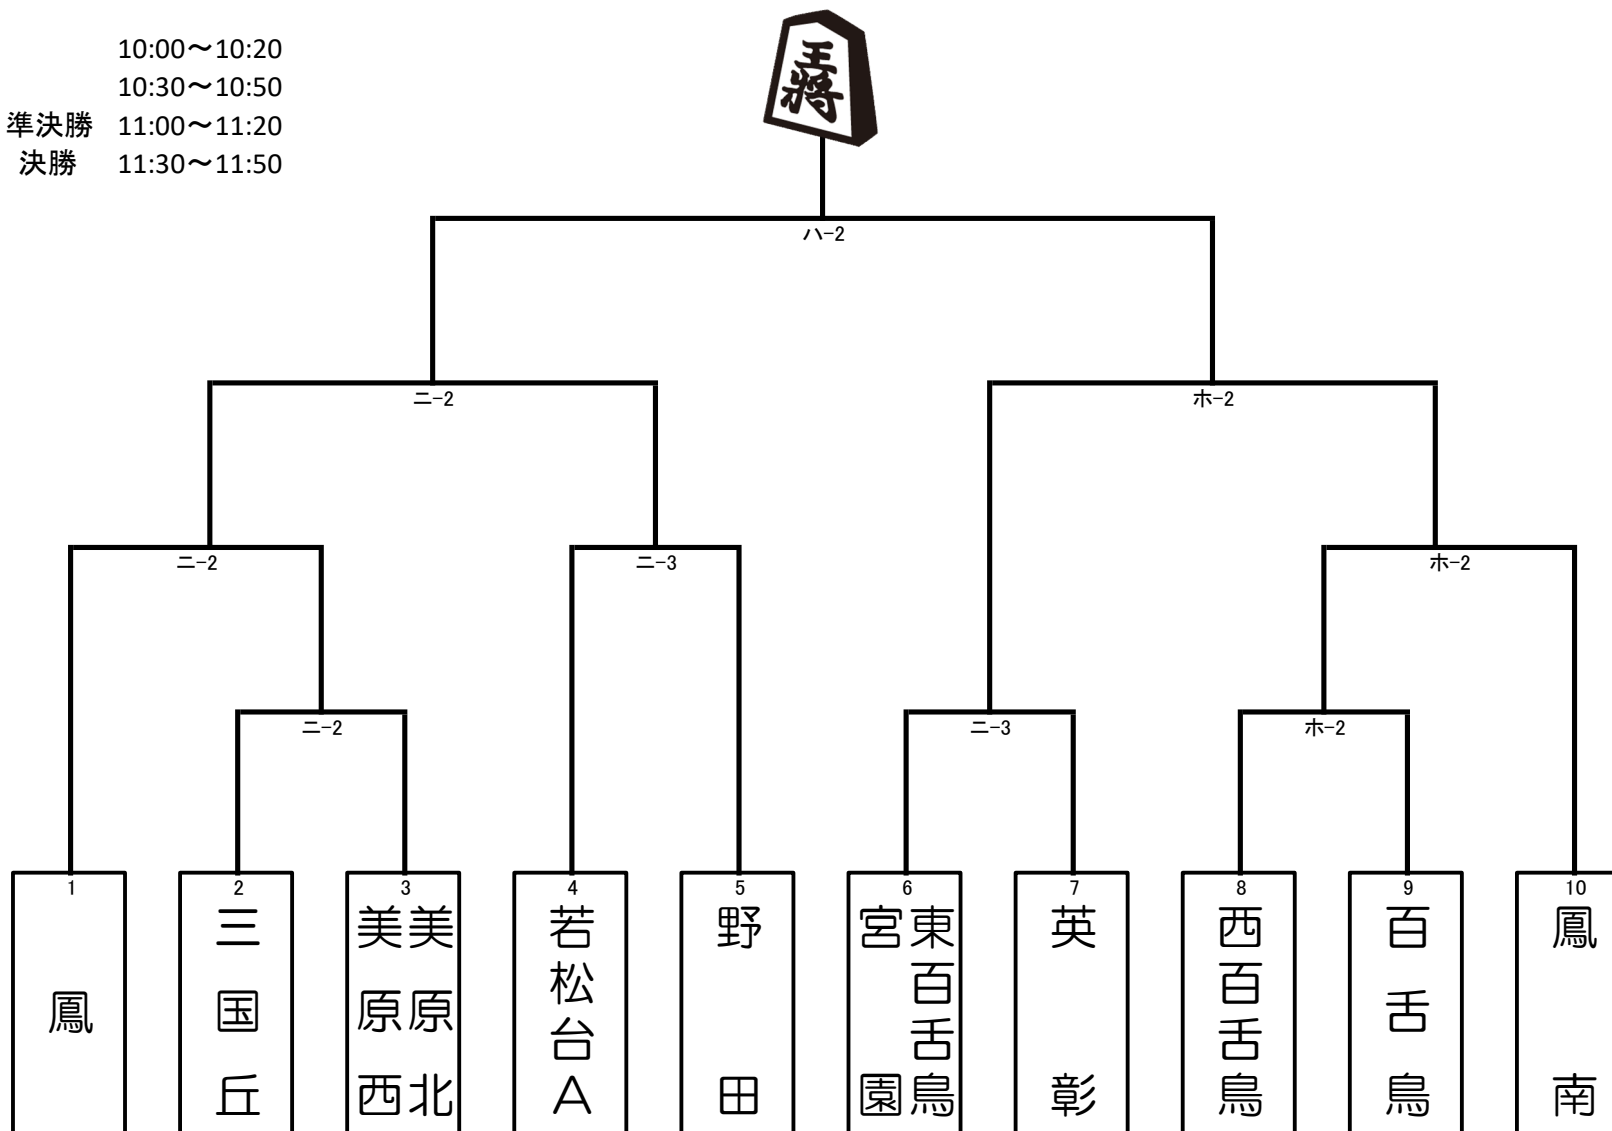 10:00～10:20
10:30～10:50
準決勝 11:00～11:20
決勝 11:30～11:50
王將
ハ-2
ニ-2
ホ-2
ニ-2
ニ-3
ホ-2
ニ-2
ニ-3
ホ-2
1
鳳
2
三国丘
3
美原北
美原西
4
若松台A
5
野田
6
東百舌鳥
宮園
7
英彰
8
西百舌鳥
9
百舌鳥
10
鳳南